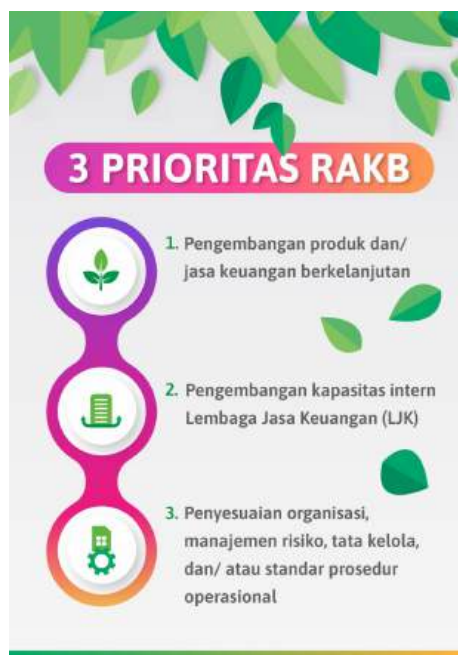 3 PRIORITAS RAKB
1. Pengembangan produk dan/
jasa keuangan berkelanjutan
2. Pengembangan kapasitas intern
Lembaga Jasa Keuangan (LJK)
3. Penyesuaian organisasi,
manajemen risiko, tata kelola,
dan/ atau standar prosedur
operasional